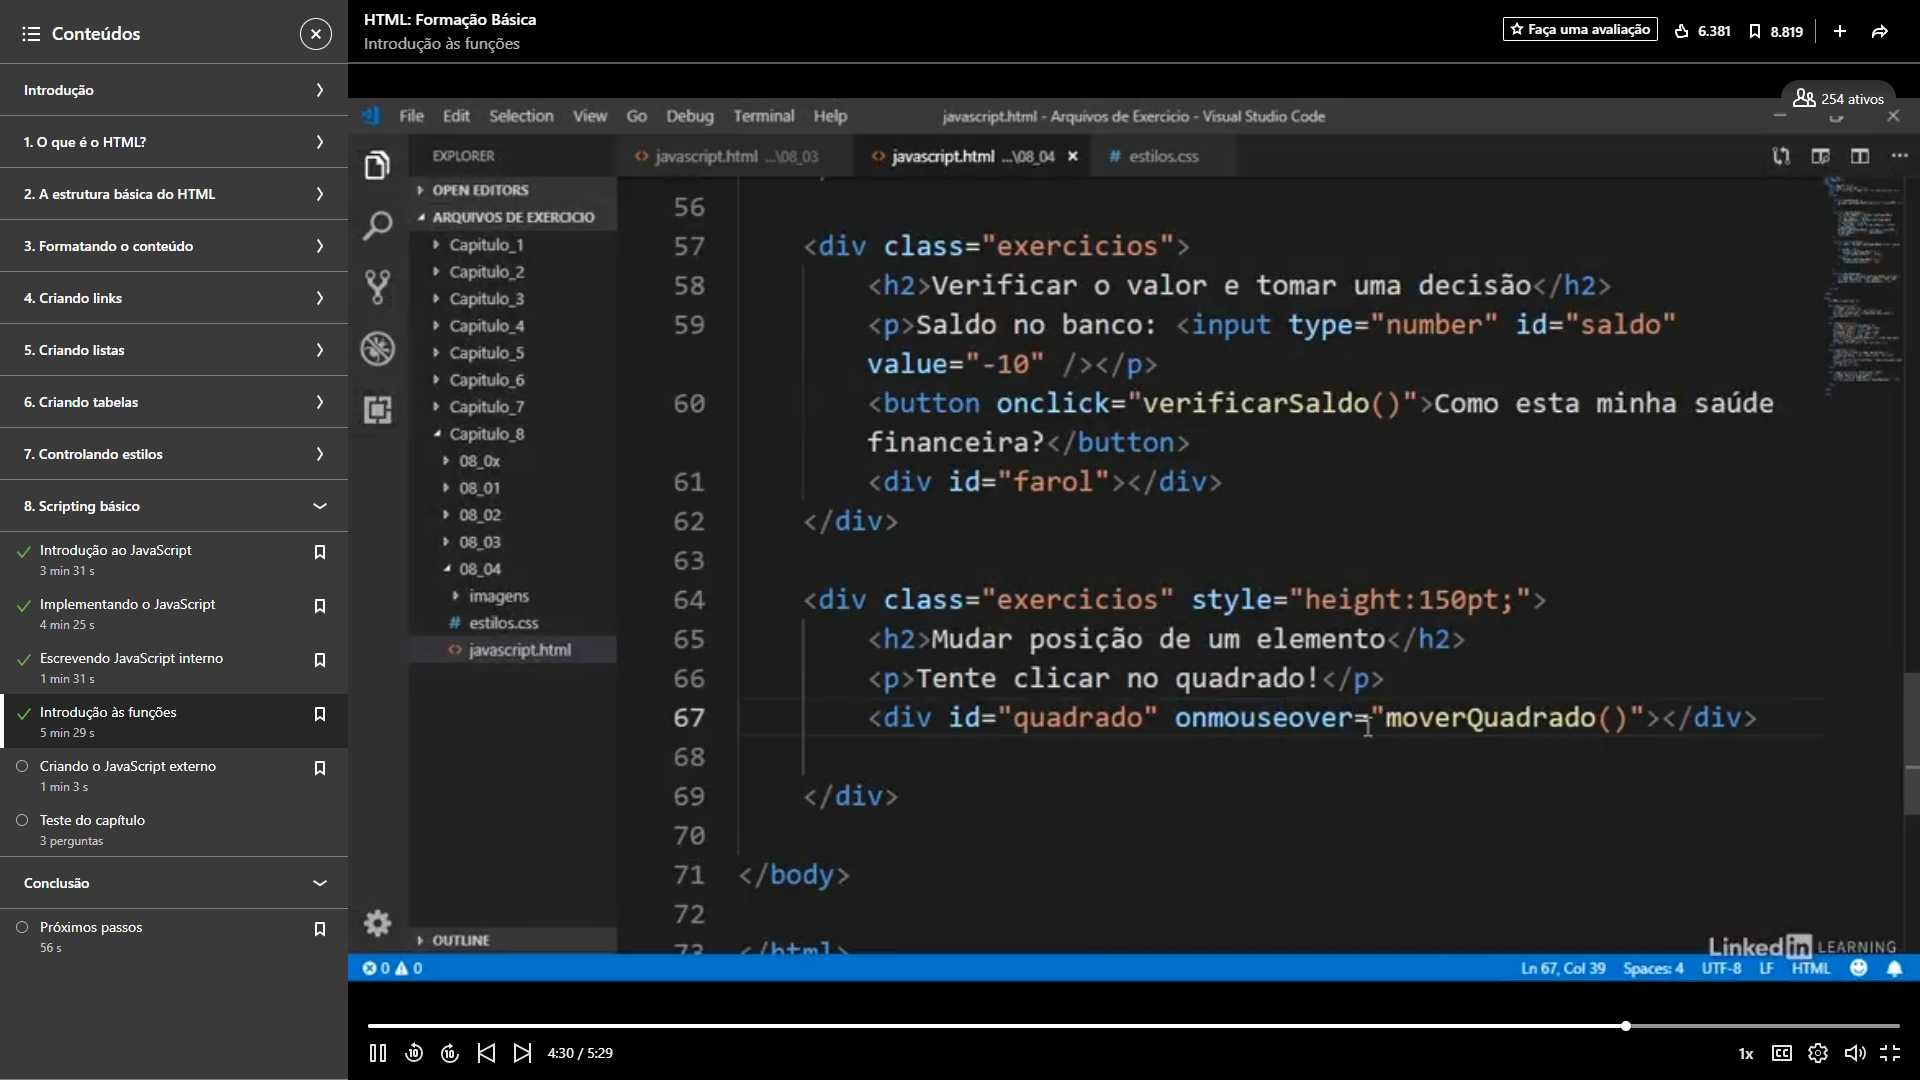 Conteúdos
Introdução
1. O que é o HTML?
2. A estrutura básica do HTML
3. Formatando o conteúdo
4. Criando links
5. Criando listas
6. Criando tabelas
7. Controlando estilos
8. Scripting básico
Introdução ao JavaScript
3 min 31 s
Implementando o JavaScript
4 min 25 s
Escrevendo JavaScript interno
1 min 31 s
Introdução às funções
5 min 29 s
Criando o JavaScript externo
1 min 3 s
Teste do capítulo
3 perguntas
Conclusão
Próximos passos
56 s
HTML: Formação Básica
Introdução às funções
Faça uma avaliação
6.381
8.819
254 ativos
File Edit Selection View Go Debug Terminal Help
javascript.html - Arquivos de Exercicio - Visual Studio Code
EXPLORER
OPEN EDITORS
ARQUIVOS DE EXERCICIO
Capitulo_1
Capitulo_2
Capitulo_3
Capitulo_4
Capitulo_5
Capitulo_6
Capitulo_7
Capitulo_8
08_0x
08_01
08_02
08_03
08_04
imagens
# estilos.css
<> javascript.html
OUTLINE
<> javascript.html ...\08_03
<> javascript.html ...\08_04
# estilos.css
56
57 <div class="exercicios">
58 <h2>Verificar o valor e tomar uma decisão</h2>
59 <p>Saldo no banco: <input type="number" id="saldo"
value="-10" /></p>
60 <button onclick="verificarSaldo()">Como esta minha saúde
financeira?</button>
61 <div id="farol"></div>
62 </div>
63
64 <div class="exercicios" style="height:150pt;">
65 <h2>Mudar posição de um elemento</h2>
66 <p>Tente clicar no quadrado!</p>
67 <div id="quadrado" onmouseover="moverQuadrado()"></div>
68
69 </div>
70
71 </body>
72
73 </html>
LinkedIn LEARNING
0 0
Ln 67, Col 39 Spaces: 4 UTF-8 LF HTML
10 10 4:30 / 5:29
1x CC